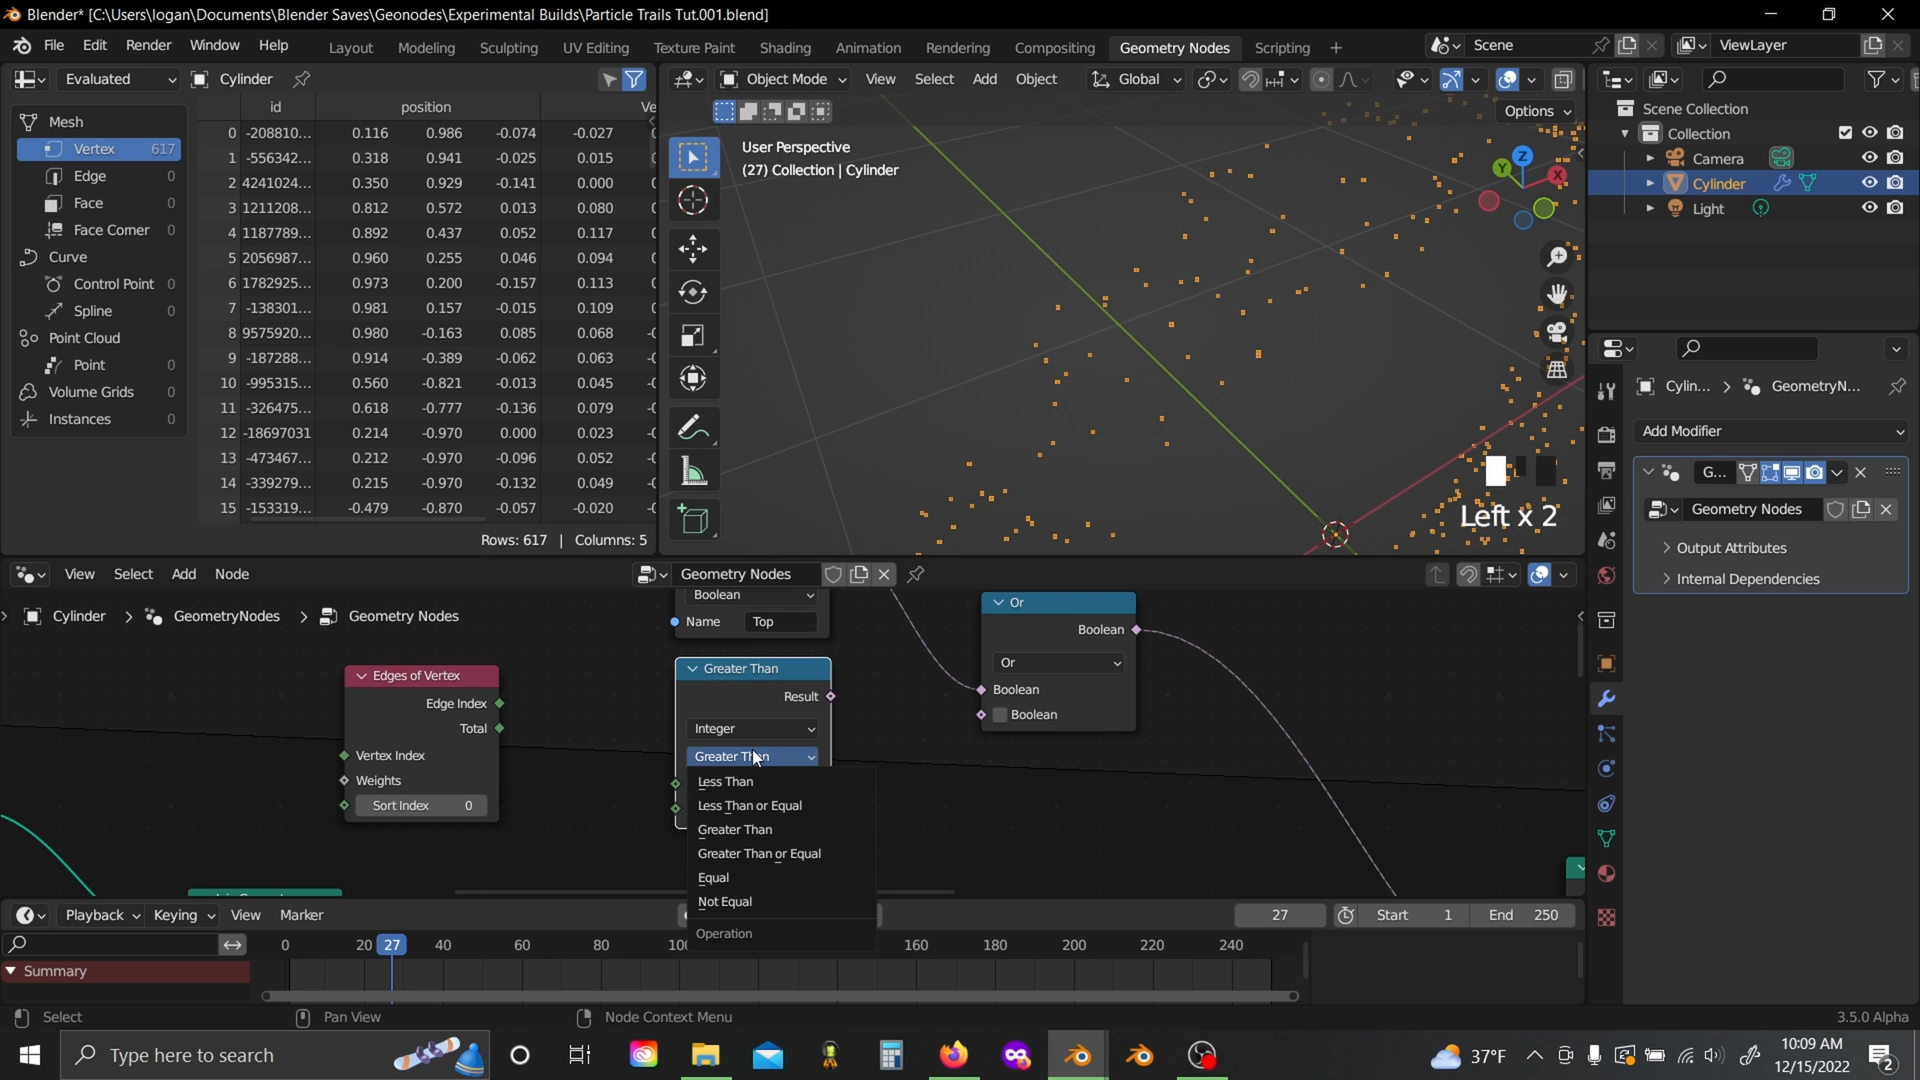 Blender* [C:\Users\logan\Documents\Blender Saves\Geonodes\Experimental Builds\Particle Trails Tut.001.blend]
File Edit Render Window Help Layout Modeling Sculpting UV Editing Texture Paint Shading Animation Rendering Compositing Geometry Nodes Scripting + Scene ViewLayer
Evaluated Cylinder Object Mode View Select Add Object Global
Options
id position Ve
Mesh
Vertex 617
Edge 0
Face 0
Face Corner 0
Curve
Control Point 0
Spline 0
Point Cloud
Point 0
Volume Grids 0
Instances 0
0 -208810... 0.116 0.986 -0.074 -0.027
1 -556342... 0.318 0.941 -0.025 0.015
2 4241024... 0.350 0.929 -0.141 0.000
3 1211208... 0.812 0.572 0.013 0.080
4 1187789... 0.892 0.437 0.052 0.117
5 2056987... 0.960 0.255 0.046 0.094
6 1782925... 0.973 0.200 -0.157 0.113
7 -138301... 0.981 0.157 -0.015 0.109
8 9575920... 0.980 -0.163 0.085 0.068
9 -187288... 0.914 -0.389 -0.062 0.063
10 -995315... 0.560 -0.821 -0.013 0.045
11 -326475... 0.618 -0.777 -0.136 0.079
12 -18697031 0.214 -0.970 0.000 0.023
13 -473467... 0.212 -0.970 -0.096 0.052
14 -339279... 0.215 -0.970 -0.132 0.049
15 -153319... -0.479 -0.870 -0.057 -0.020
Rows: 617 | Columns: 5
User Perspective
(27) Collection | Cylinder
Z
Y
X
L
Left x 2
Scene Collection
Collection
Camera
Cylinder
Light
Cylin... > GeometryN...
Add Modifier
G...
Geometry Nodes
Output Attributes
Internal Dependencies
View Select Add Node Geometry Nodes
Cylinder > GeometryNodes > Geometry Nodes
Boolean
Name Top
Edges of Vertex
Edge Index
Total
Vertex Index
Weights
Sort Index 0
Greater Than
Result
Integer
Greater Than
Less Than
Less Than or Equal
Greater Than
Greater Than or Equal
Equal
Not Equal
Operation
Or
Boolean
Or
Boolean
Boolean
Playback Keying View Marker 27 Start 1 End 250
0 20 27 40 60 80 160 180 200 220 240
Summary
Select Pan View Node Context Menu 3.5.0 Alpha
Type here to search
37°F
10:09 AM
12/15/2022
2